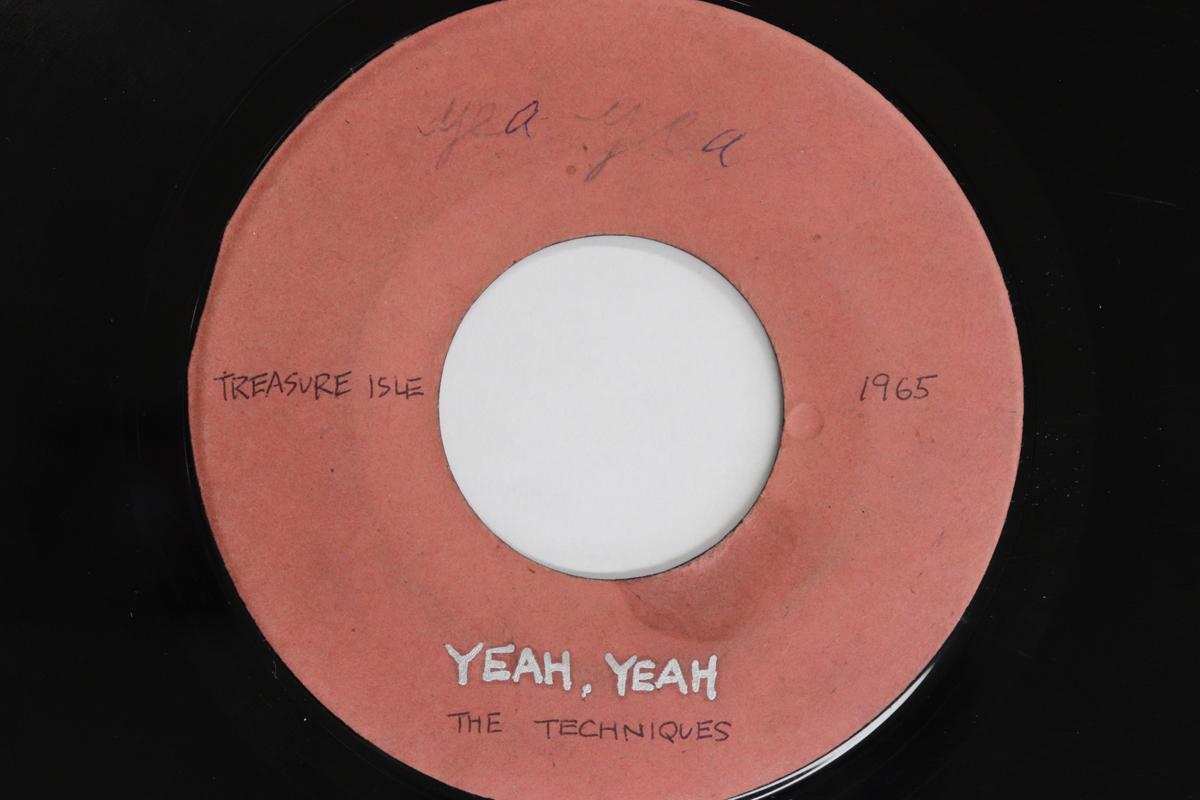 yea yea
TREASURE ISLE
1965
YEAH, YEAH
THE TECHNIQUES